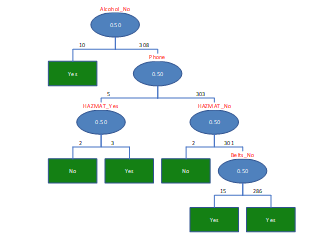 Alcohol_No
0.50
10 308
Phone
Yes 0.50
5 303
HAZMAT_Yes HAZMAT_No
0.50 0.50
2 3 2 301
Belts_No
No Yes No 0.50
15 286
Yes Yes